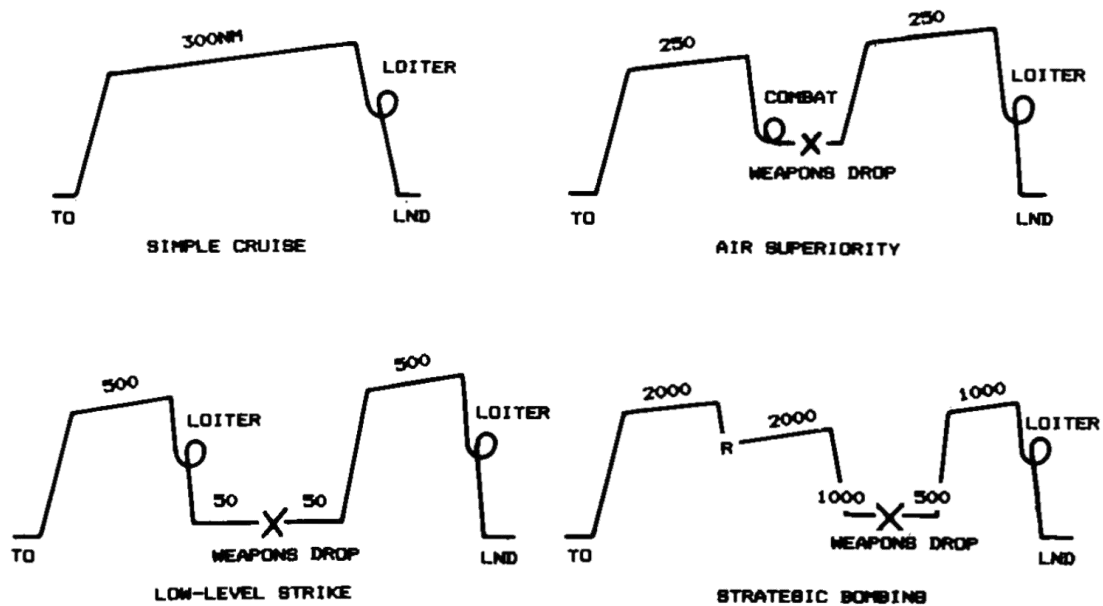 300NM
LOITER
TO
LND
SIMPLE CRUISE
250
250
LOITER
COMBAT
WEAPONS DROP
TO
LND
AIR SUPERIORITY
500
500
LOITER
LOITER
50
50
TO
WEAPONS DROP
LND
LOW-LEVEL STRIKE
2000
2000
1000
LOITER
R
1000
500
TO
WEAPONS DROP
LND
STRATEGIC BOMBING